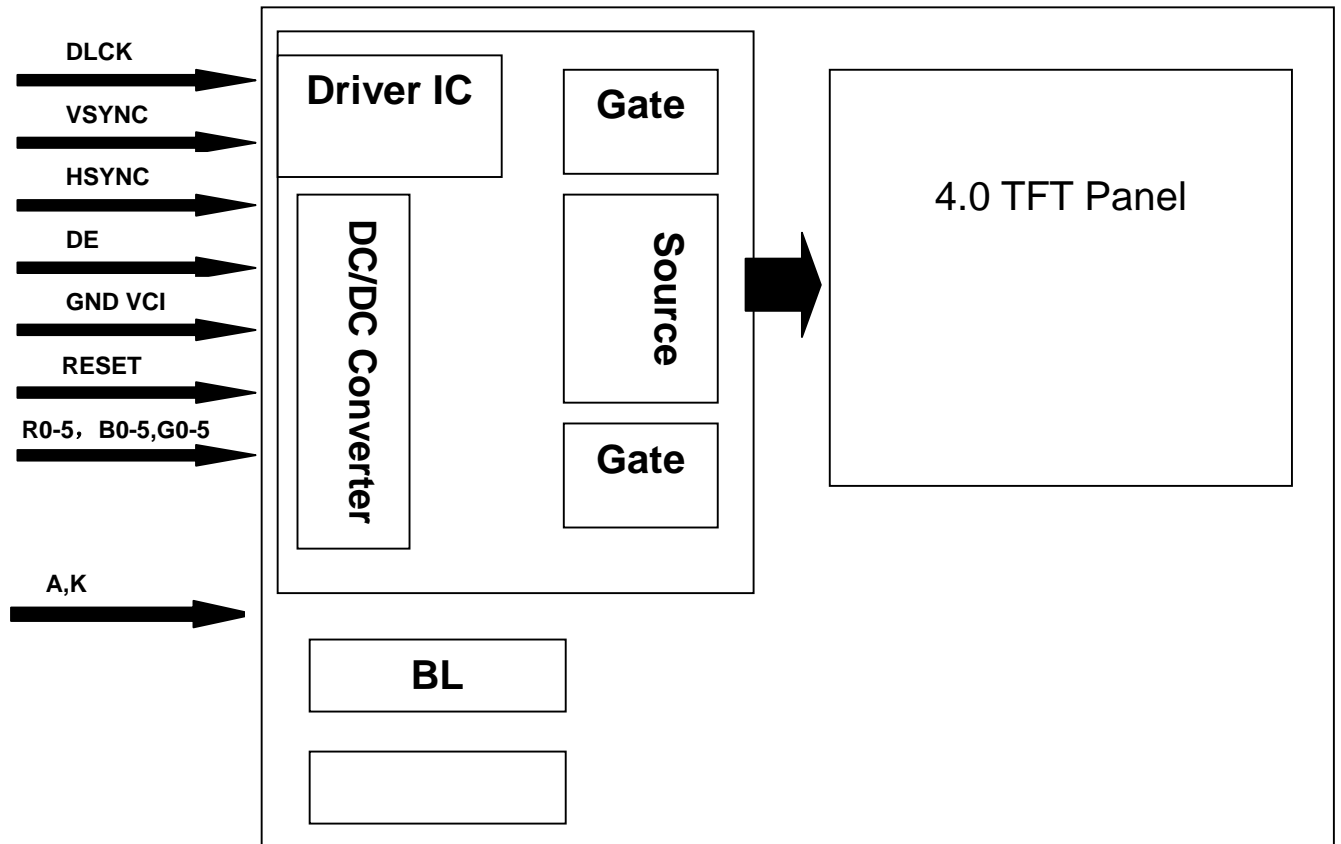 DLCK
VSYNC
HSYNC
DE
GND VCI
RESET
R0-5，B0-5,G0-5
A,K
Driver IC
DC/DC Converter
Gate
Source
Gate
BL
4.0 TFT Panel